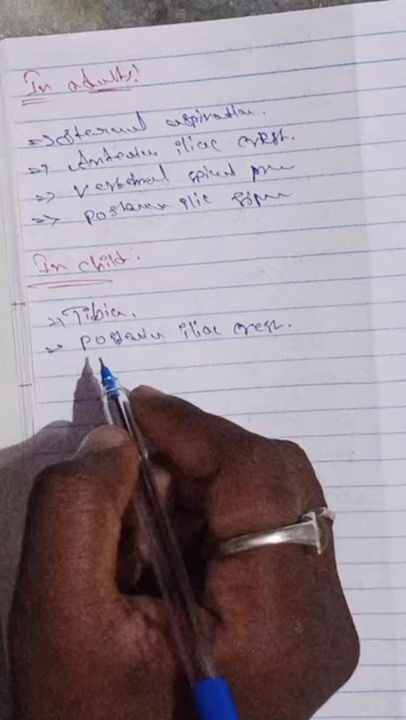 In adults:
=> Sternal aspiration.
=> Anterior iliac crest.
=> Vertebral spinal
=> posterior
In child:
=> Tibia.
=> posterior iliac crest.